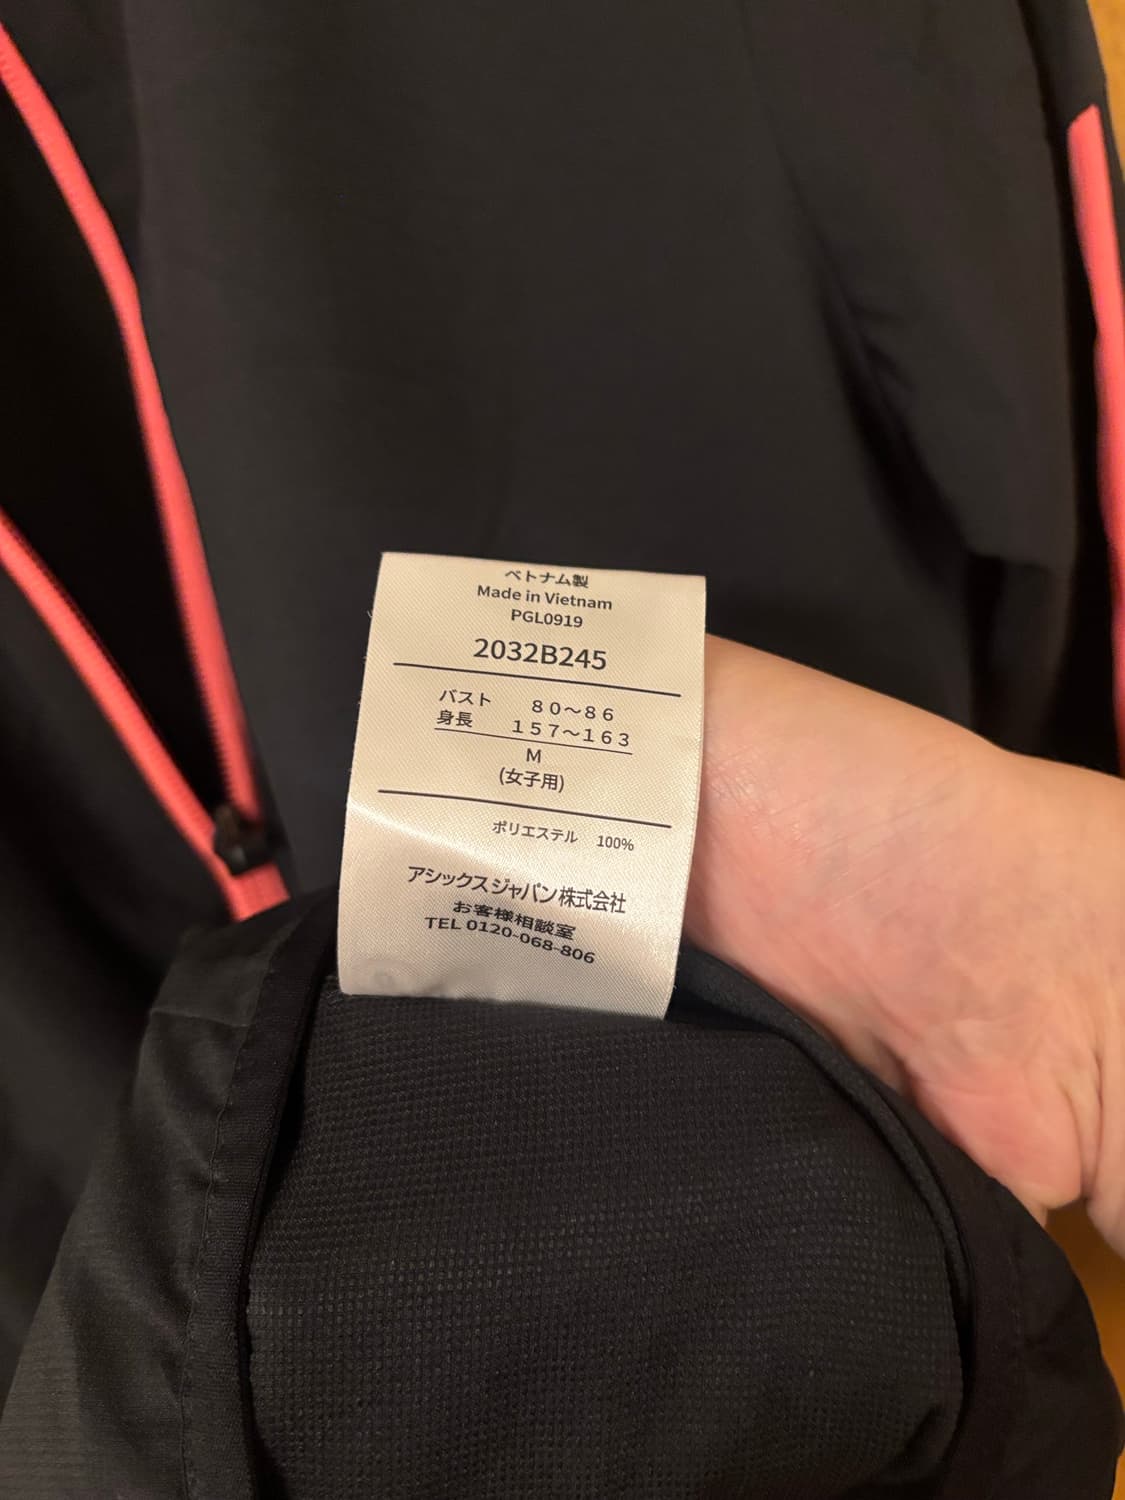 ベトナム製
Made in Vietnam
PGL0919
2032B245
バスト　８０～８６
身長　１５７～１６３
M
(女子用)
ポリエステル 100%
アシックスジャパン株式会社
お客様相談室
TEL 0120-068-806